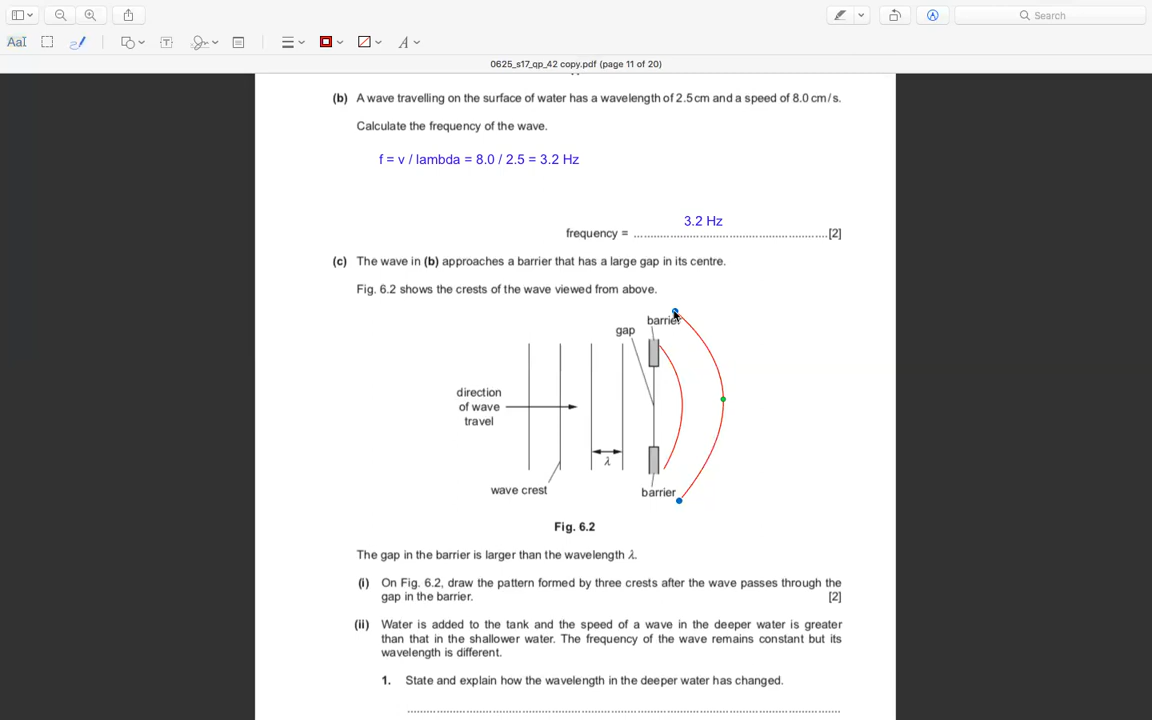 Search
AaI
A
0625_s17_qp_42 copy.pdf (page 11 of 20)
(b) A wave travelling on the surface of water has a wavelength of 2.5 cm and a speed of 8.0 cm/s.
Calculate the frequency of the wave.
f = v / lambda = 8.0 / 2.5 = 3.2 Hz
3.2 Hz
frequency = ..........................................................[2]
(c) The wave in (b) approaches a barrier that has a large gap in its centre.
Fig. 6.2 shows the crests of the wave viewed from above.
barrier
gap
direction
of wave
travel
λ
wave crest
barrier
Fig. 6.2
The gap in the barrier is larger than the wavelength λ.
(i) On Fig. 6.2, draw the pattern formed by three crests after the wave passes through the
gap in the barrier. [2]
(ii) Water is added to the tank and the speed of a wave in the deeper water is greater
than that in the shallower water. The frequency of the wave remains constant but its
wavelength is different.
1. State and explain how the wavelength in the deeper water has changed.
..........................................................................................................................